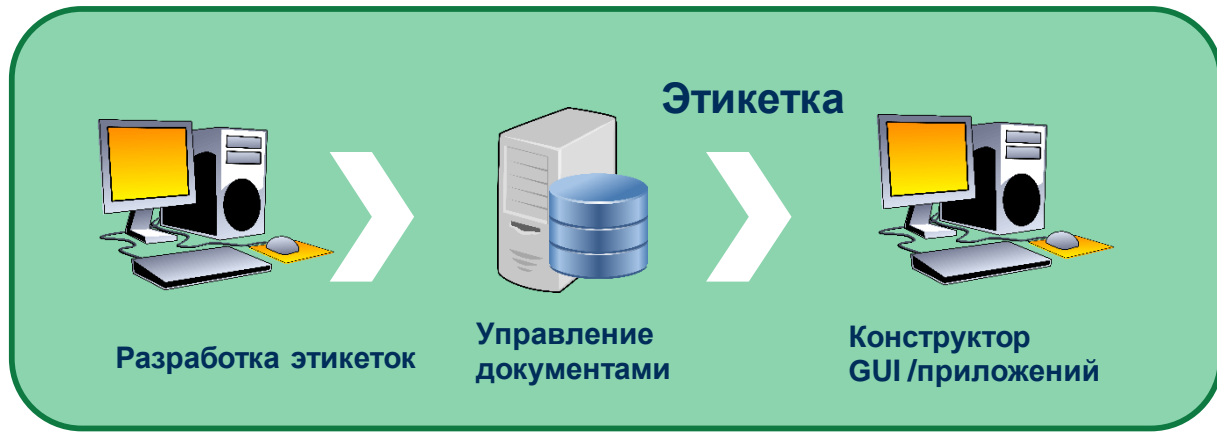 Этикетка
Разработка этикеток
Управление
документами
Конструктор
GUI /приложений